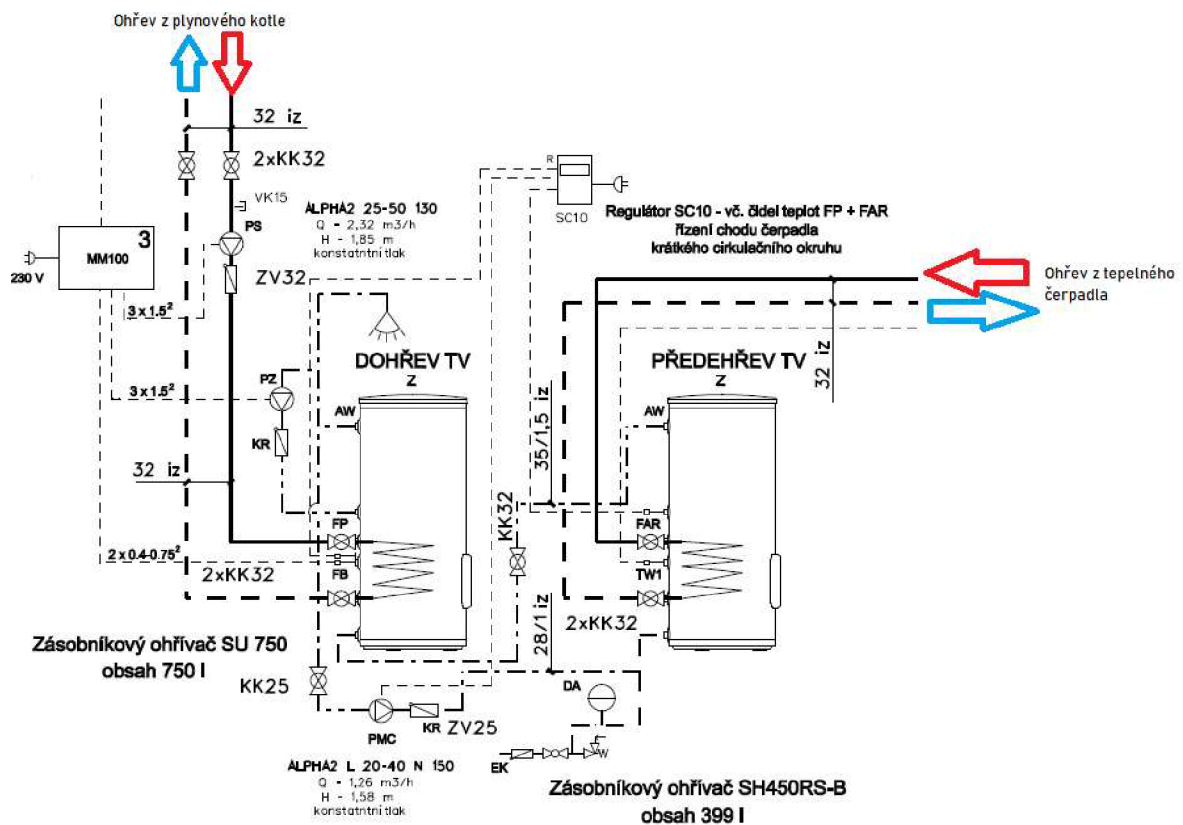 Ohřev z plynového kotle
32 iz
2xKK32
VK15
PS
ALPHA2 25-50 130
Q - 2,32 m3/h
H - 1,85 m
konstatntní tlak
3
MM100
230 V
ZV32
3 x 1.5²
R
SC10
Regulátor SC10 - vč. čidel teplot FP + FAR
řízení chodu čerpadla
krátkého cirkulačního okruhu
Ohřev z tepelného
čerpadla
32 iz
DOHŘEV TV
Z
PŘEDEHŘEV TV
Z
PZ
3 x 1.5²
AW
KR
35/1,5 iz
AW
32 iz
KK32
FP
FAR
2 x 0.4-0.75²
FB
TW1
2xKK32
2xKK32
28/1 iz
Zásobníkový ohřívač SU 750
obsah 750 l
KK25
DA
KR
ZV25
PMC
W
EK
ALPHA2 L 20-40 N 150
Q - 1,26 m3/h
H - 1,58 m
konstatntní tlak
Zásobníkový ohřívač SH450RS-B
obsah 399 l